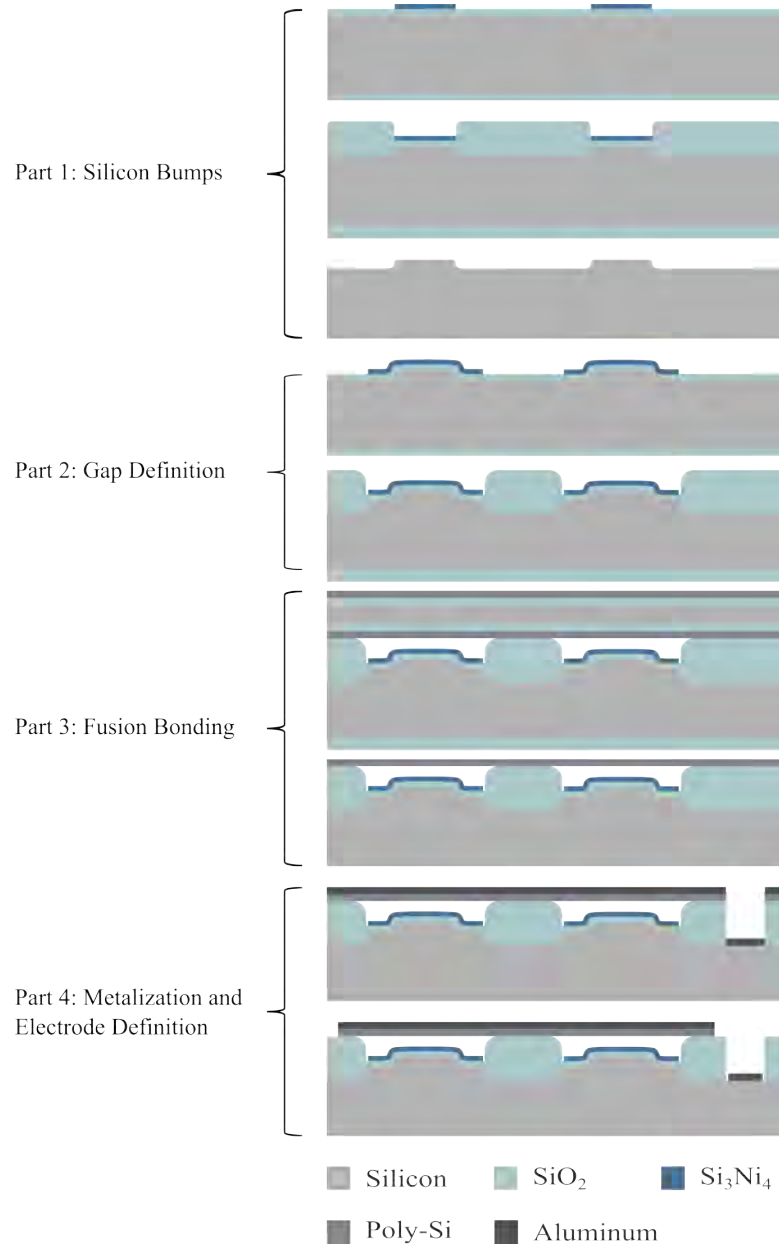 Part 1: Silicon Bumps
Part 2: Gap Definition
Part 3: Fusion Bonding
Part 4: Metalization and
Electrode Definition
Silicon SiO₂ Si₃Ni₄
Poly-Si Aluminum